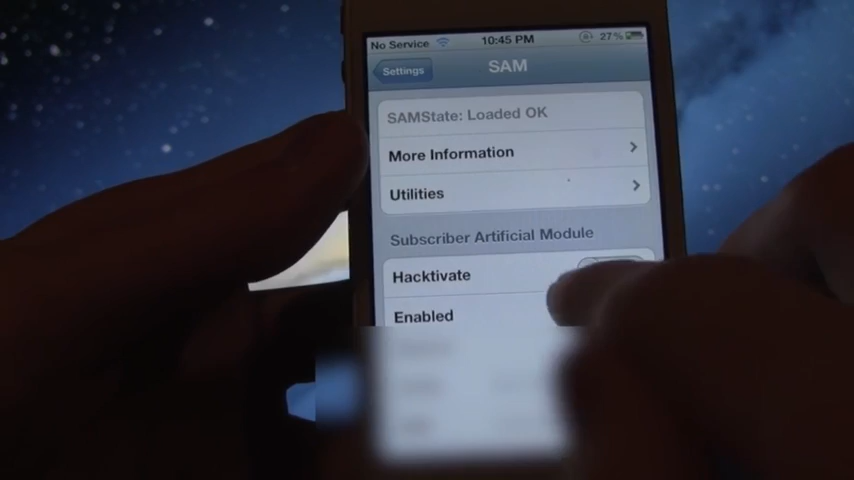 No Service 10:45 PM 27%
Settings SAM
SAMState: Loaded OK
More Information
Utilities
Subscriber Artificial Module
Hacktivate
Enabled